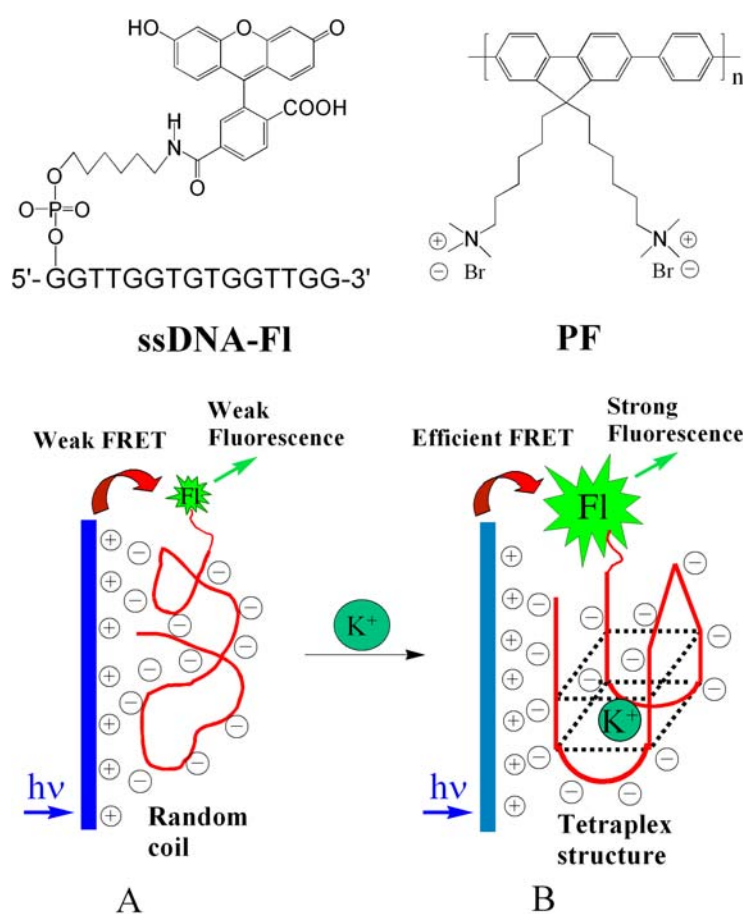 HO
O
O
COOH
H
N
O
O
O-P=O
O
5'-GGTTGGTGTGGTTGG-3'
ssDNA-Fl
n
N
+
−
Br
N
+
Br
−
PF
Weak FRET
Weak
Fluorescence
Fl
hν
Random
coil
A
K+
Efficient FRET
Strong
Fluorescence
Fl
K+
hν
Tetraplex
structure
B